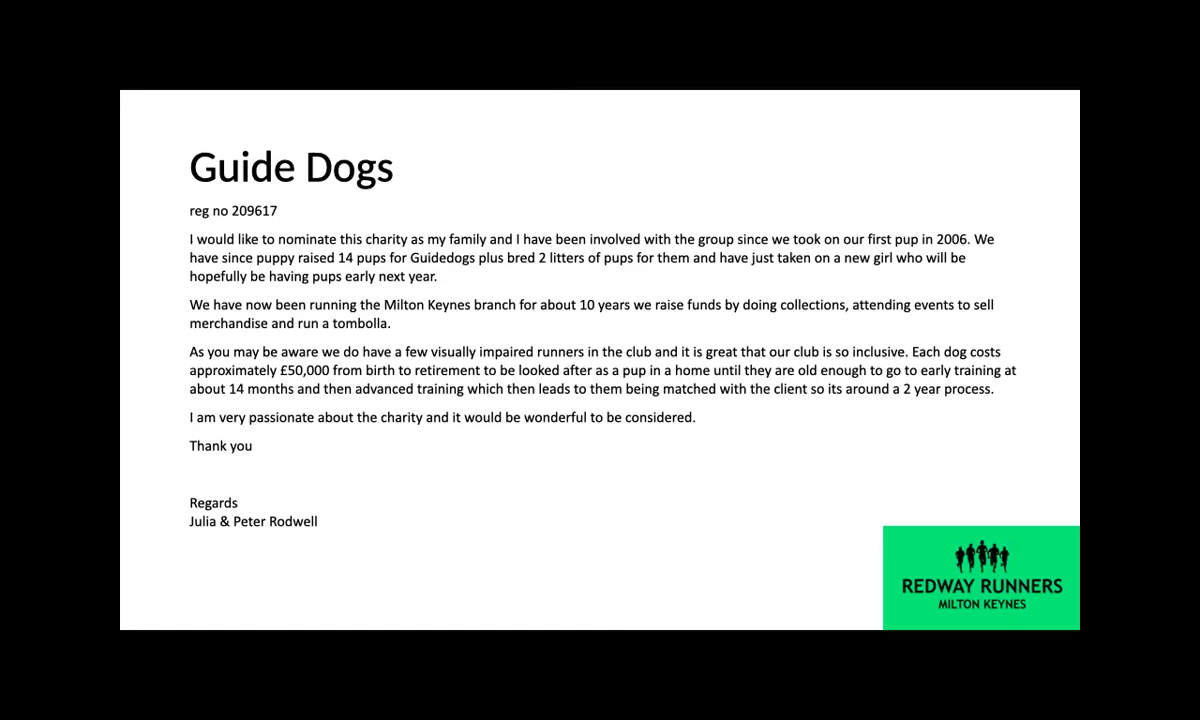 Guide Dogs
reg no 209617
I would like to nominate this charity as my family and I have been involved with the group since we took on our first pup in 2006. We
have since puppy raised 14 pups for Guidedogs plus bred 2 litters of pups for them and have just taken on a new girl who will be
hopefully be having pups early next year.
We have now been running the Milton Keynes branch for about 10 years we raise funds by doing collections, attending events to sell
merchandise and run a tombolla.
As you may be aware we do have a few visually impaired runners in the club and it is great that our club is so inclusive. Each dog costs
approximately £50,000 from birth to retirement to be looked after as a pup in a home until they are old enough to go to early training at
about 14 months and then advanced training which then leads to them being matched with the client so its around a 2 year process.
I am very passionate about the charity and it would be wonderful to be considered.
Thank you
Regards
Julia & Peter Rodwell
REDWAY RUNNERS
MILTON KEYNES